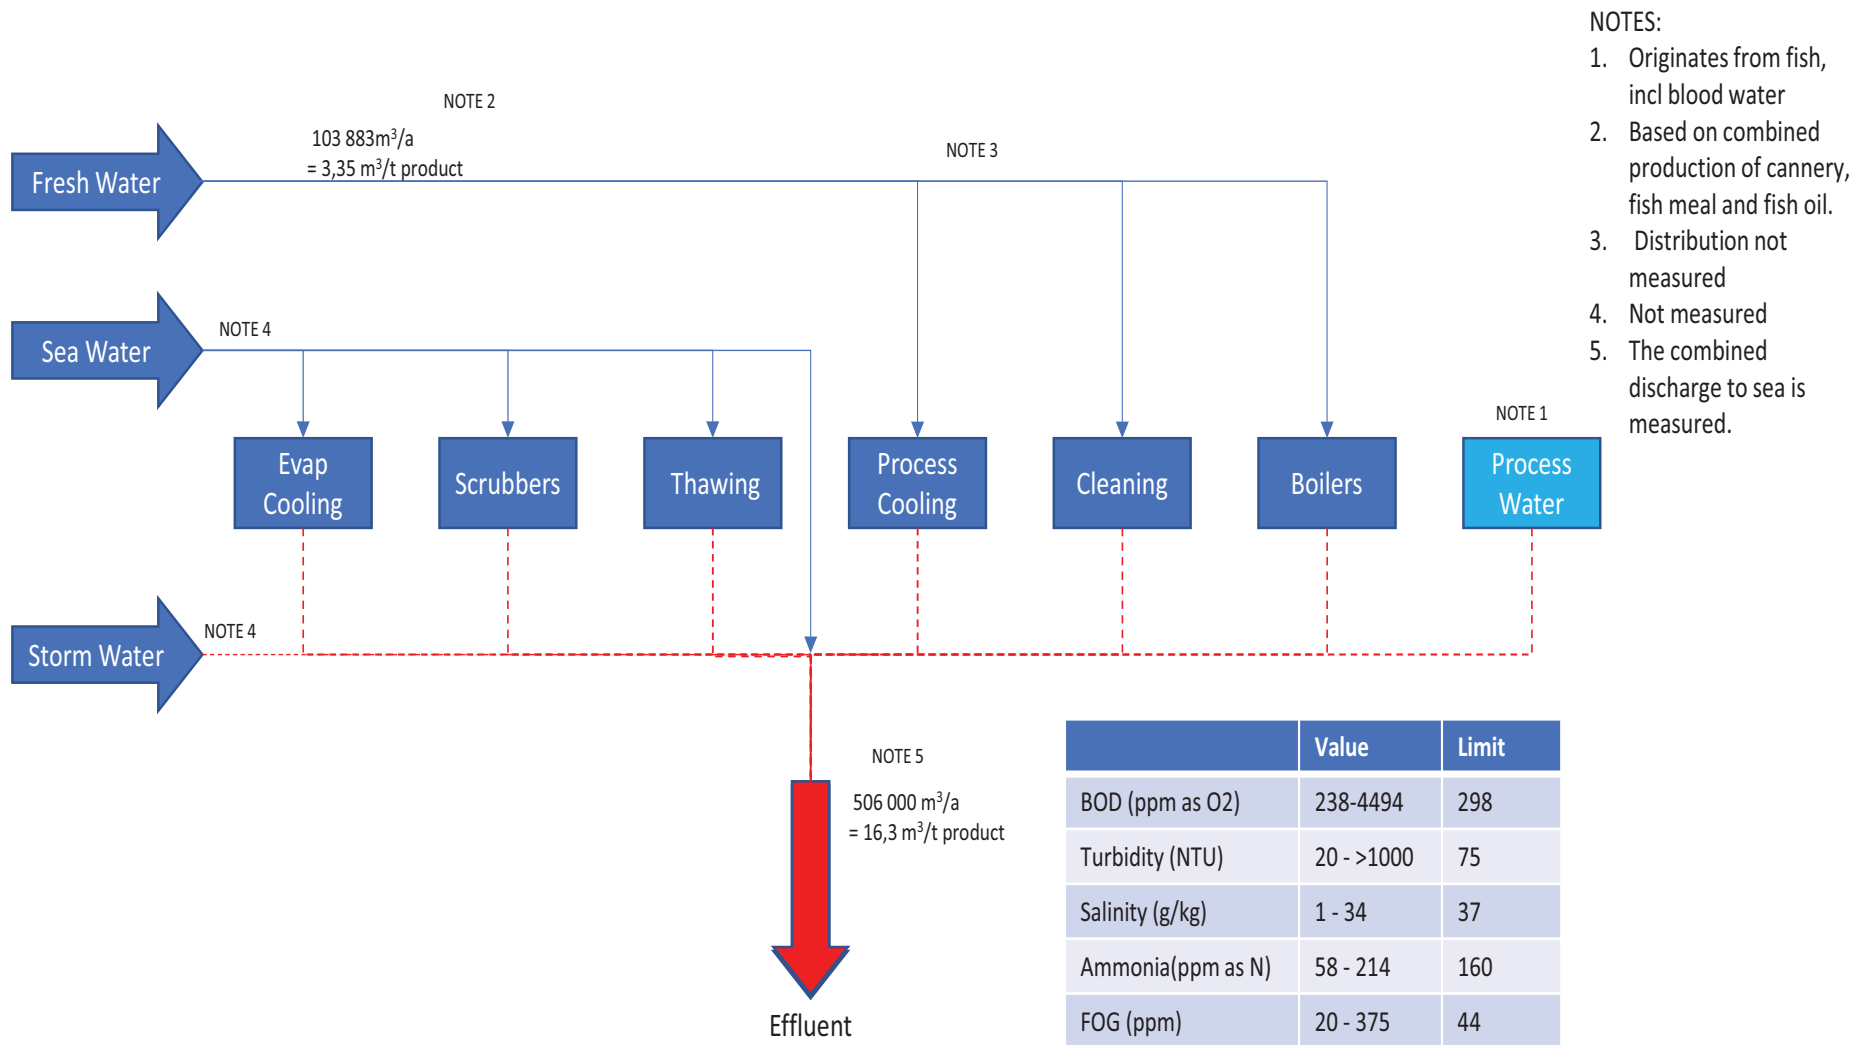 NOTES:
1. Originates from fish,
incl blood water
2. Based on combined
production of cannery,
fish meal and fish oil.
3. Distribution not
measured
4. Not measured
5. The combined
discharge to sea is
measured.
NOTE 2
103 883m³/a
= 3,35 m³/t product
NOTE 3
Fresh Water
NOTE 4
Sea Water
NOTE 1
Evap
Cooling
Scrubbers
Thawing
Process
Cooling
Cleaning
Boilers
Process
Water
NOTE 4
Storm Water
NOTE 5
506 000 m³/a
= 16,3 m³/t product
Effluent
Value Limit
BOD (ppm as O2) 238-4494 298
Turbidity (NTU) 20 - >1000 75
Salinity (g/kg) 1 - 34 37
Ammonia(ppm as N) 58 - 214 160
FOG (ppm) 20 - 375 44